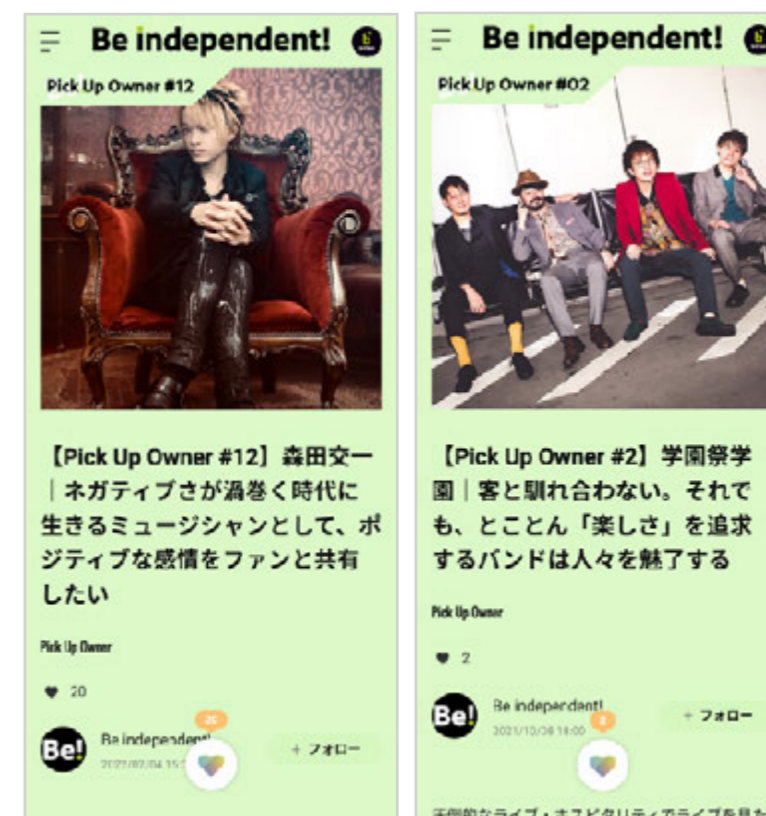 Be independent!
Pick Up Owner #12
【Pick Up Owner #12】森田交一
｜ネガティブさが渦巻く時代に
生きるミュージシャンとして、ポ
ジティブな感情をファンと共有
したい
Pick Up Owner
20
20
Be!
Be independent!
2022/02/04
+ フォロー
Be independent!
Pick Up Owner #02
【Pick Up Owner #2】学園祭学
園｜客と馴れ合わない。それで
も、とことん「楽しさ」を追求
するバンドは人々を魅了する
Pick Up Owner
2
Be!
Be independent!
+ フォロー